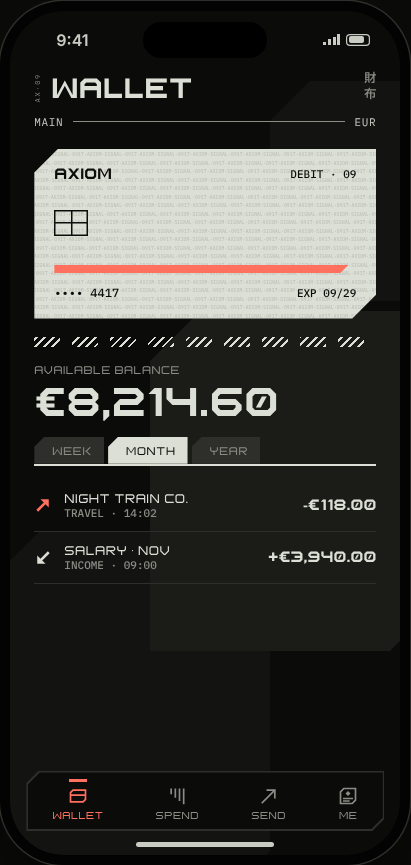 9:41
AX·09
WALLET
財布
MAIN
EUR
AXIOM
DEBIT · 09
•••• 4417
EXP 09/29
AVAILABLE BALANCE
€8,214.60
WEEK
MONTH
YEAR
NIGHT TRAIN CO.
-€118.00
TRAVEL · 14:02
SALARY · NOV
+€3,940.00
INCOME · 09:00
WALLET
SPEND
SEND
ME